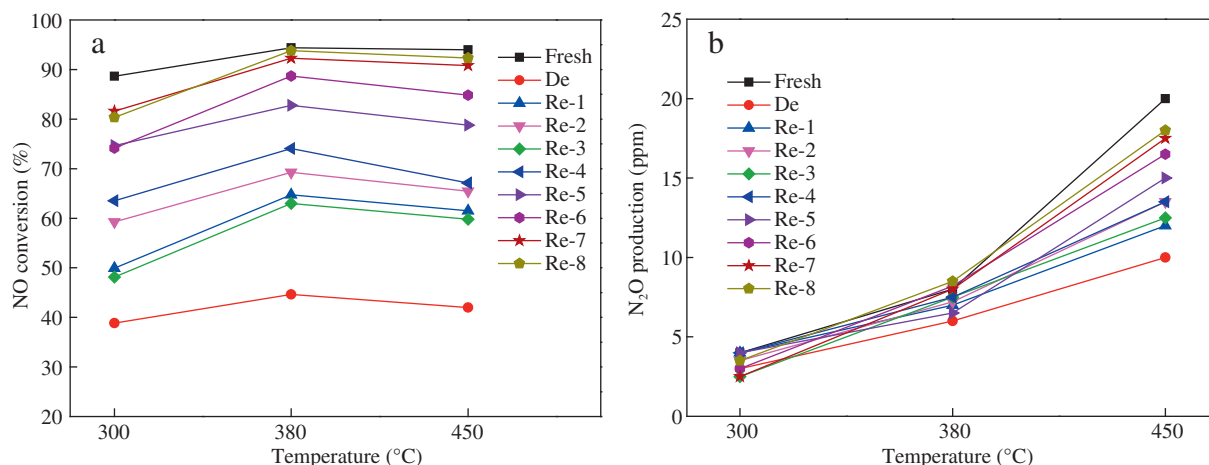 a
NO conversion (%)
100
90
80
70
60
50
40
30
20
300
380
450
Temperature (°C)
Fresh
De
Re-1
Re-2
Re-3
Re-4
Re-5
Re-6
Re-7
Re-8
b
N₂O production (ppm)
25
20
15
10
5
0
300
380
450
Temperature (°C)
Fresh
De
Re-1
Re-2
Re-3
Re-4
Re-5
Re-6
Re-7
Re-8